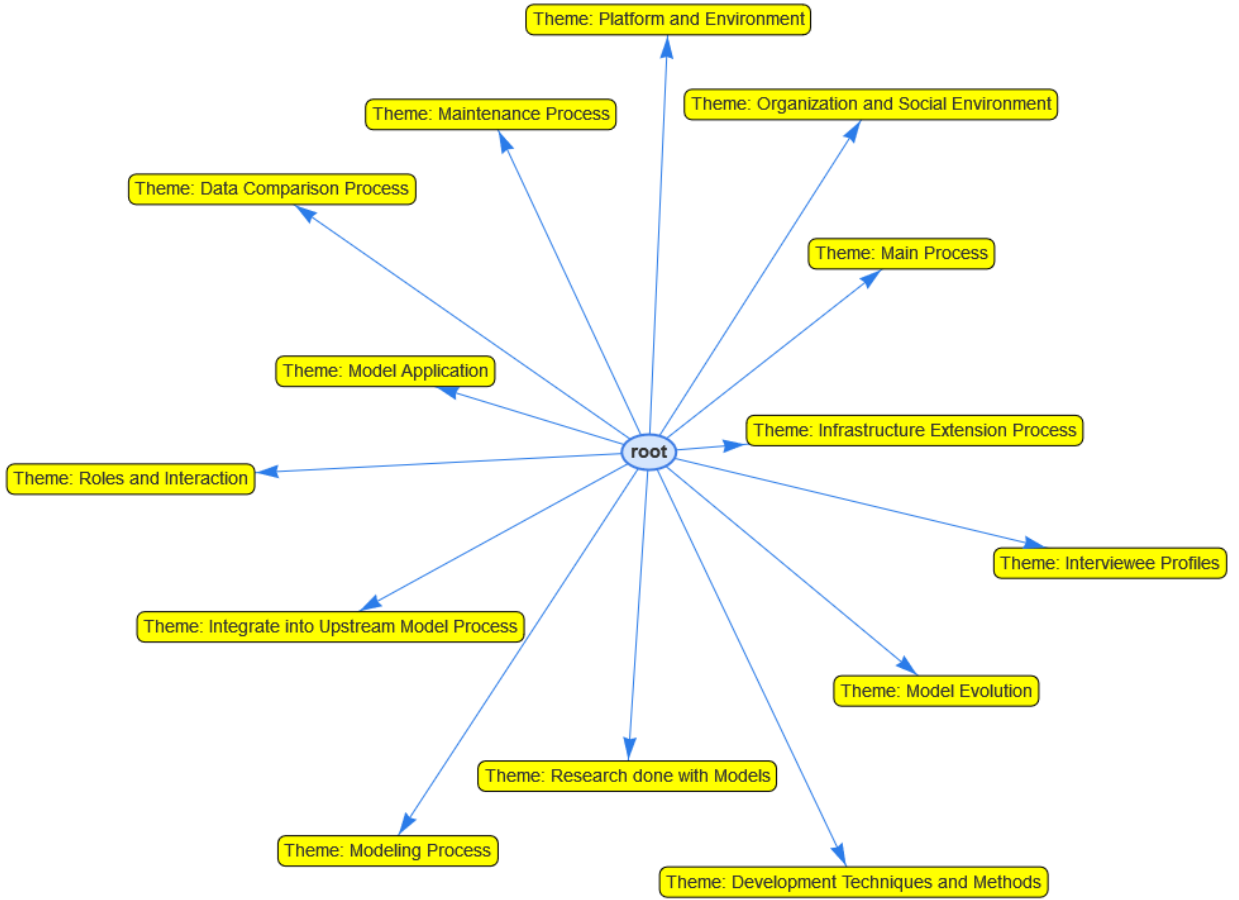 Theme: Platform and Environment
Theme: Organization and Social Environment
Theme: Maintenance Process
Theme: Data Comparison Process
Theme: Main Process
Theme: Model Application
Theme: Infrastructure Extension Process
root
Theme: Roles and Interaction
Theme: Interviewee Profiles
Theme: Integrate into Upstream Model Process
Theme: Model Evolution
Theme: Research done with Models
Theme: Modeling Process
Theme: Development Techniques and Methods